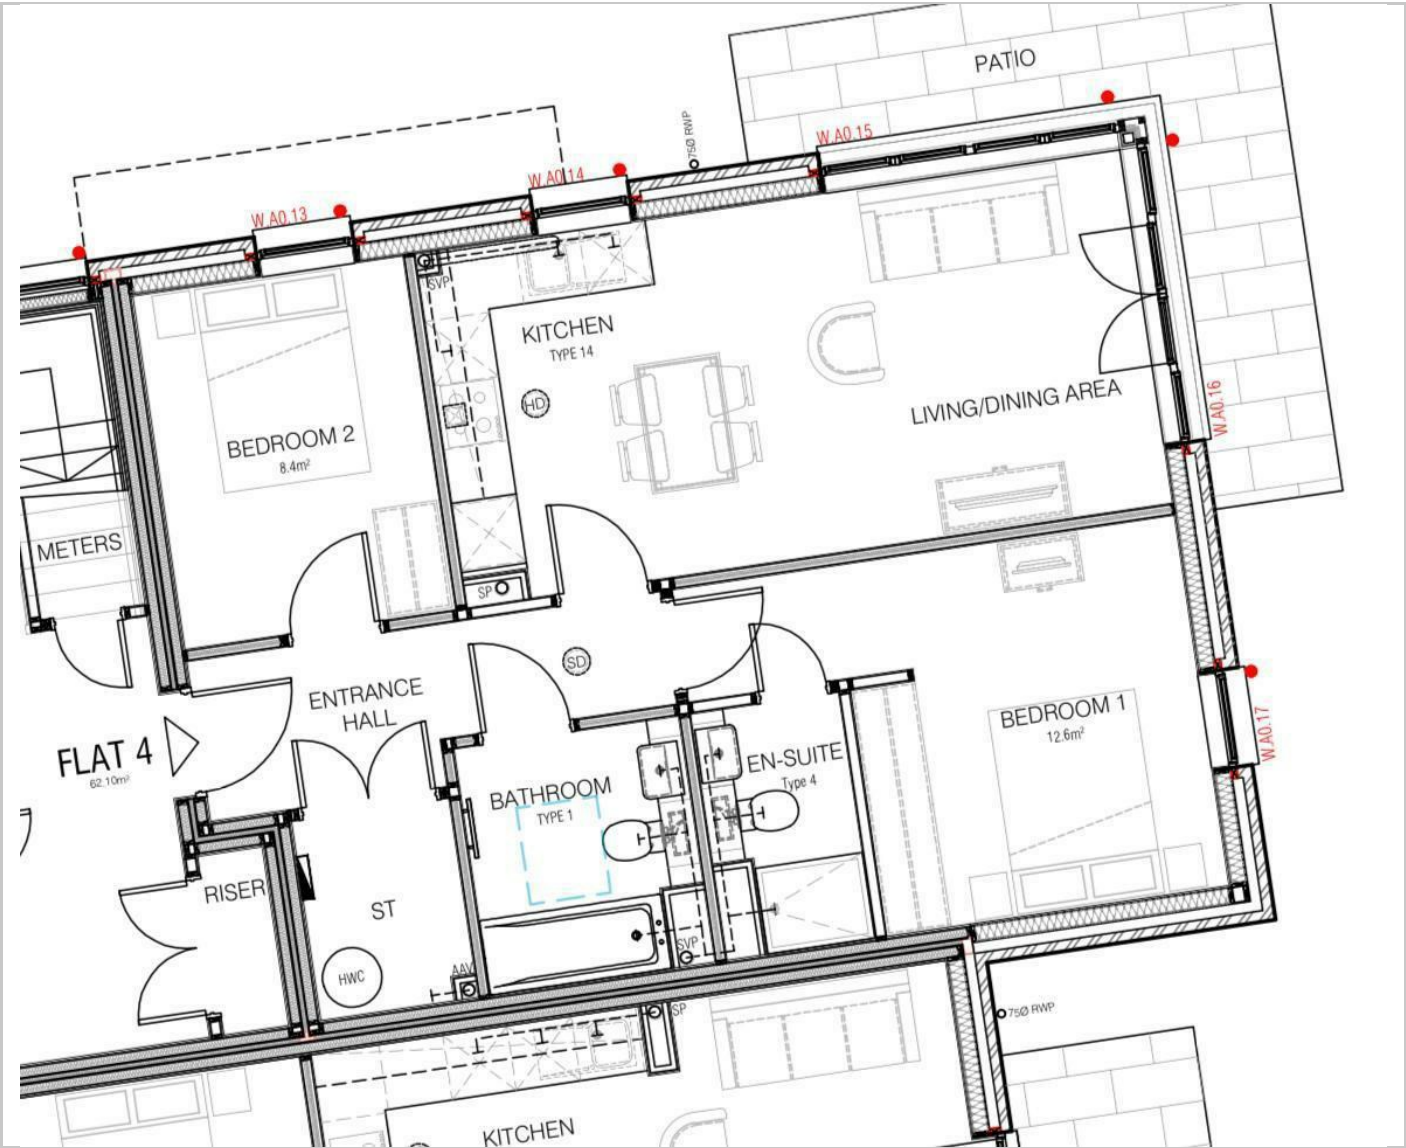 PATIO
75Ø RWP
W.A0.15
W.A0.14
W.A0.13
SVP
KITCHEN
TYPE 14
HD
LIVING/DINING AREA
W.A0.16
BEDROOM 2
8.4m²
METERS
SP
SD
ENTRANCE
HALL
BEDROOM 1
12.6m²
W.A0.17
FLAT 4
62.10m²
EN-SUITE
Type 4
BATHROOM
TYPE 1
RISER
ST
SVP
HWC
AAV
SP
75Ø RWP
KITCHEN